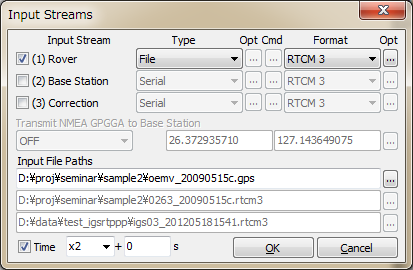 Input Streams
Input Stream Type Opt Cmd Format Opt
(1) Rover File ... ... RTCM 3 ...
(2) Base Station Serial ... ... RTCM 3 ...
(3) Correction Serial ... ... RTCM 3 ...
Transmit NMEA GPGGA to Base Station
OFF 26.372935710 127.143649075 ...
Input File Paths
D:¥proj¥seminar¥sample2¥oemv_20090515c.gps ...
D:¥proj¥seminar¥sample2¥0263_20090515c.rtcm3 ...
D:¥data¥test_igsrtppp¥igs03_201205181541.rtcm3 ...
Time x2 + 0 s OK Cancel